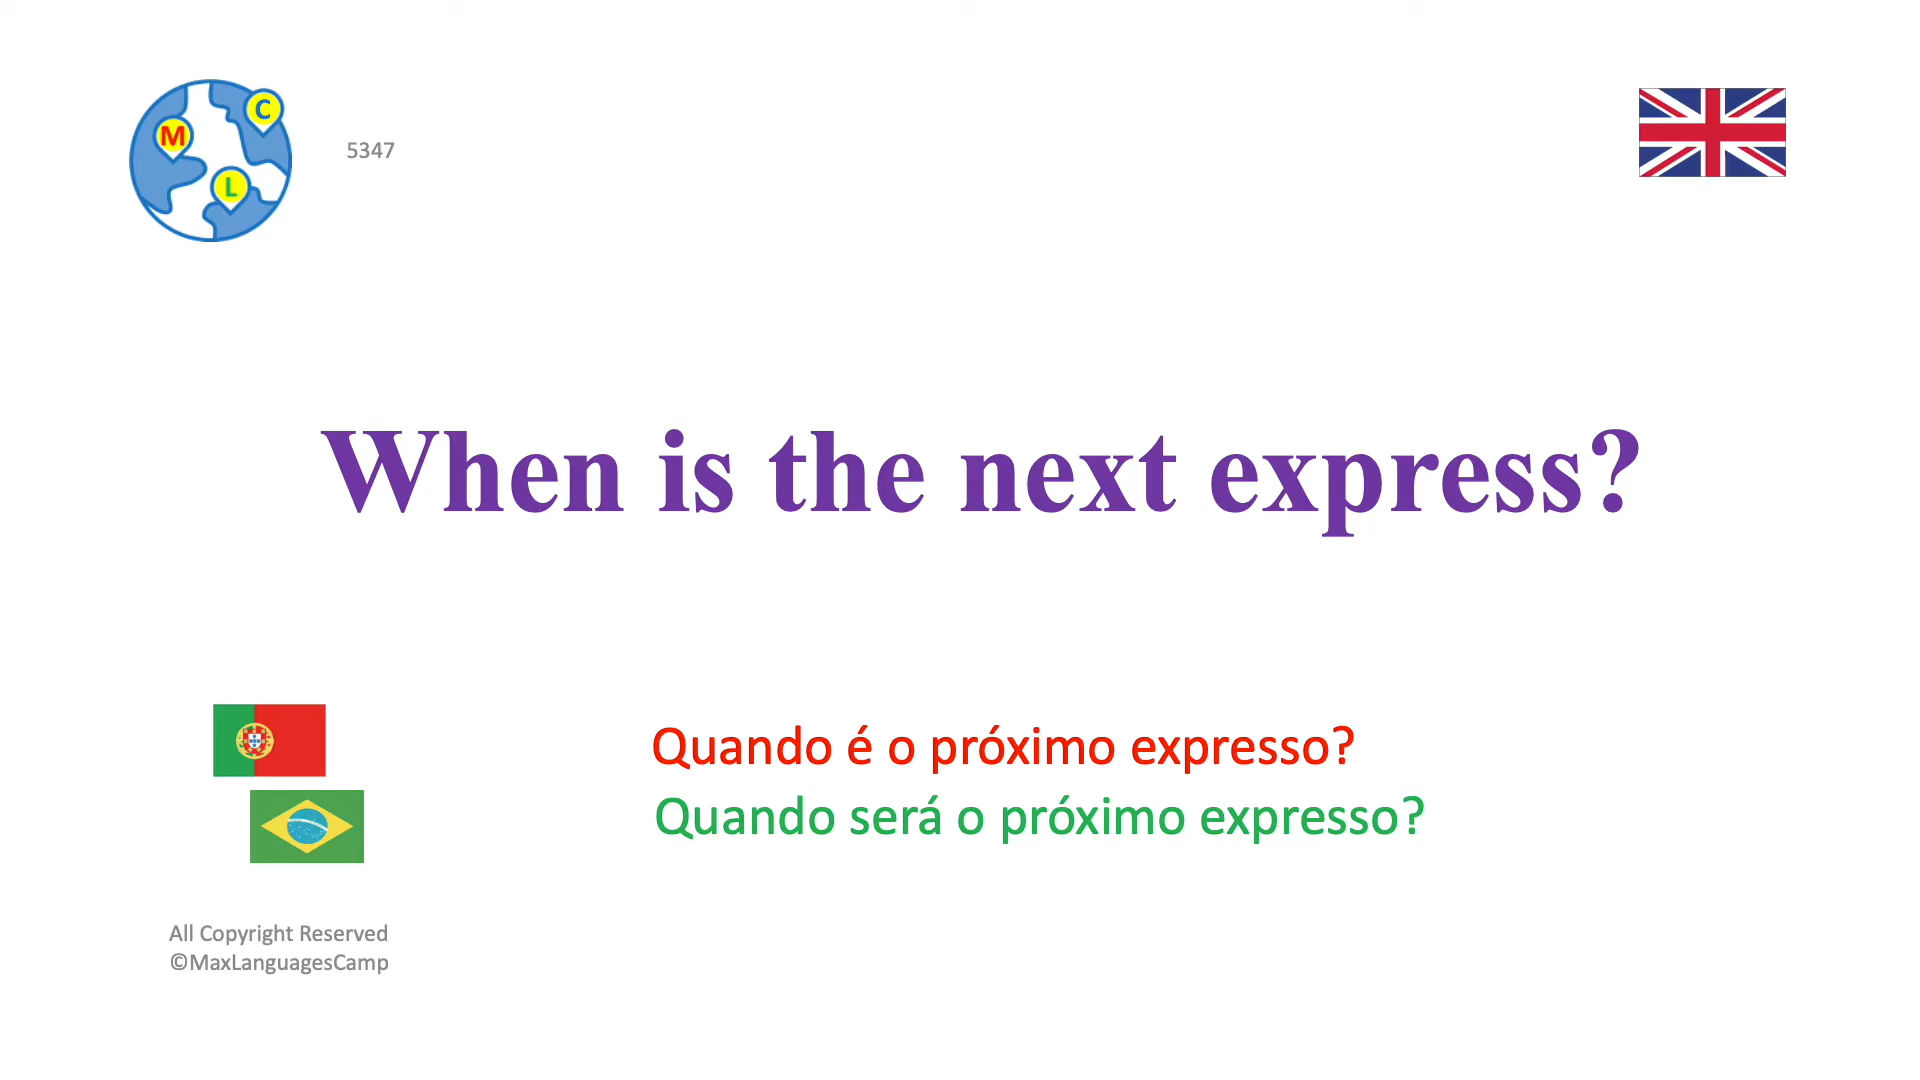 M
C
L
5347
When is the next express?
Quando é o próximo expresso?
Quando será o próximo expresso?
All Copyright Reserved
©MaxLanguagesCamp